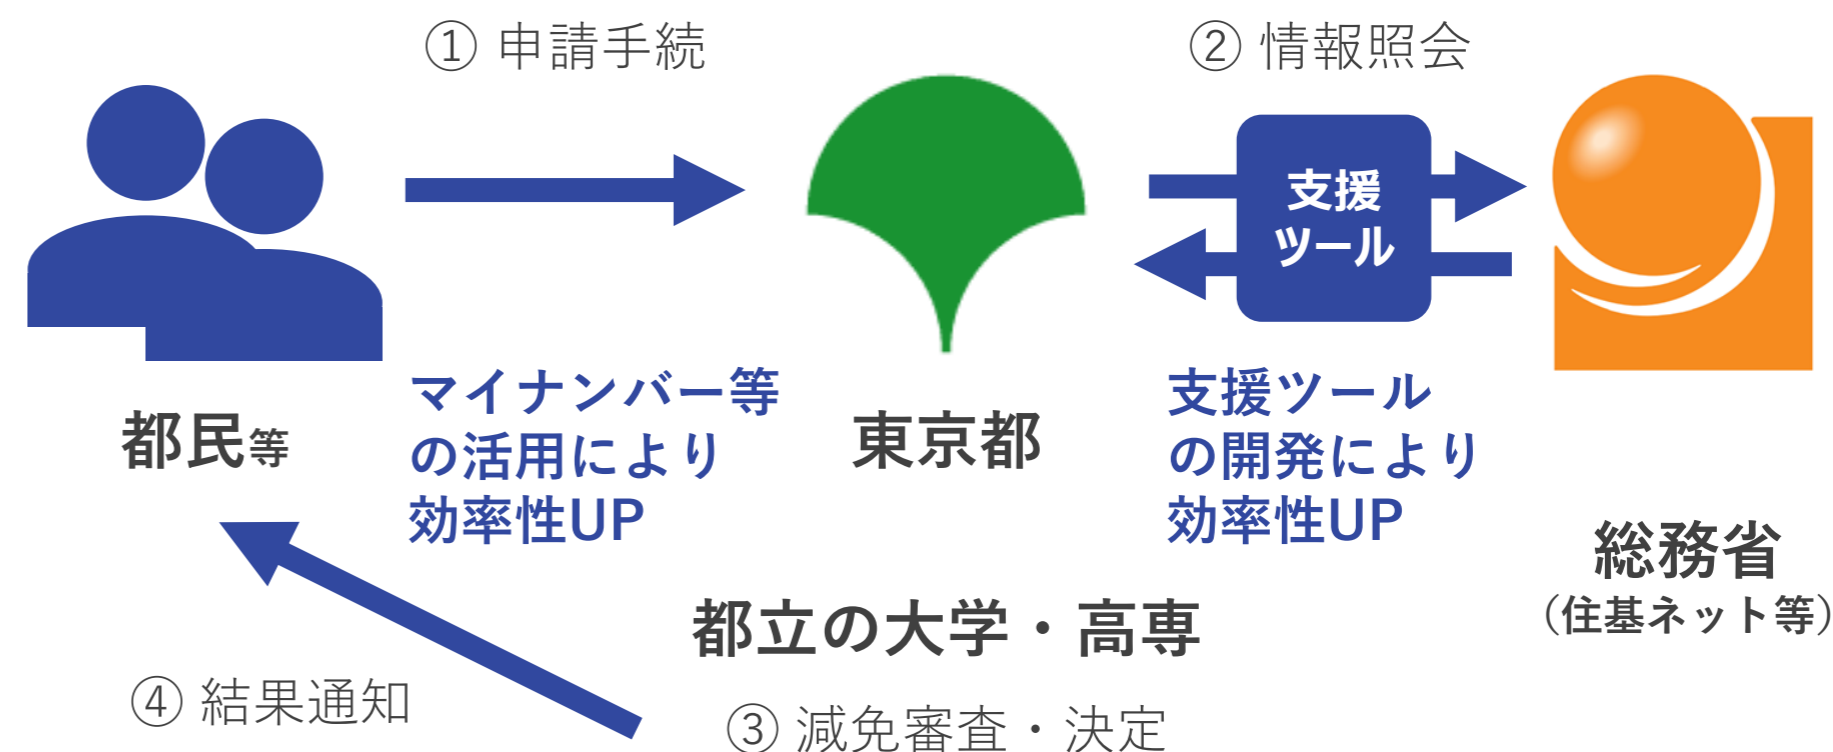 ① 申請手続
② 情報照会
支援
ツール
マイナンバー等
の活用により
効率性UP
支援ツール
の開発により
効率性UP
都民等
東京都
総務省
（住基ネット等）
都立の大学・高専
④ 結果通知
③ 減免審査・決定